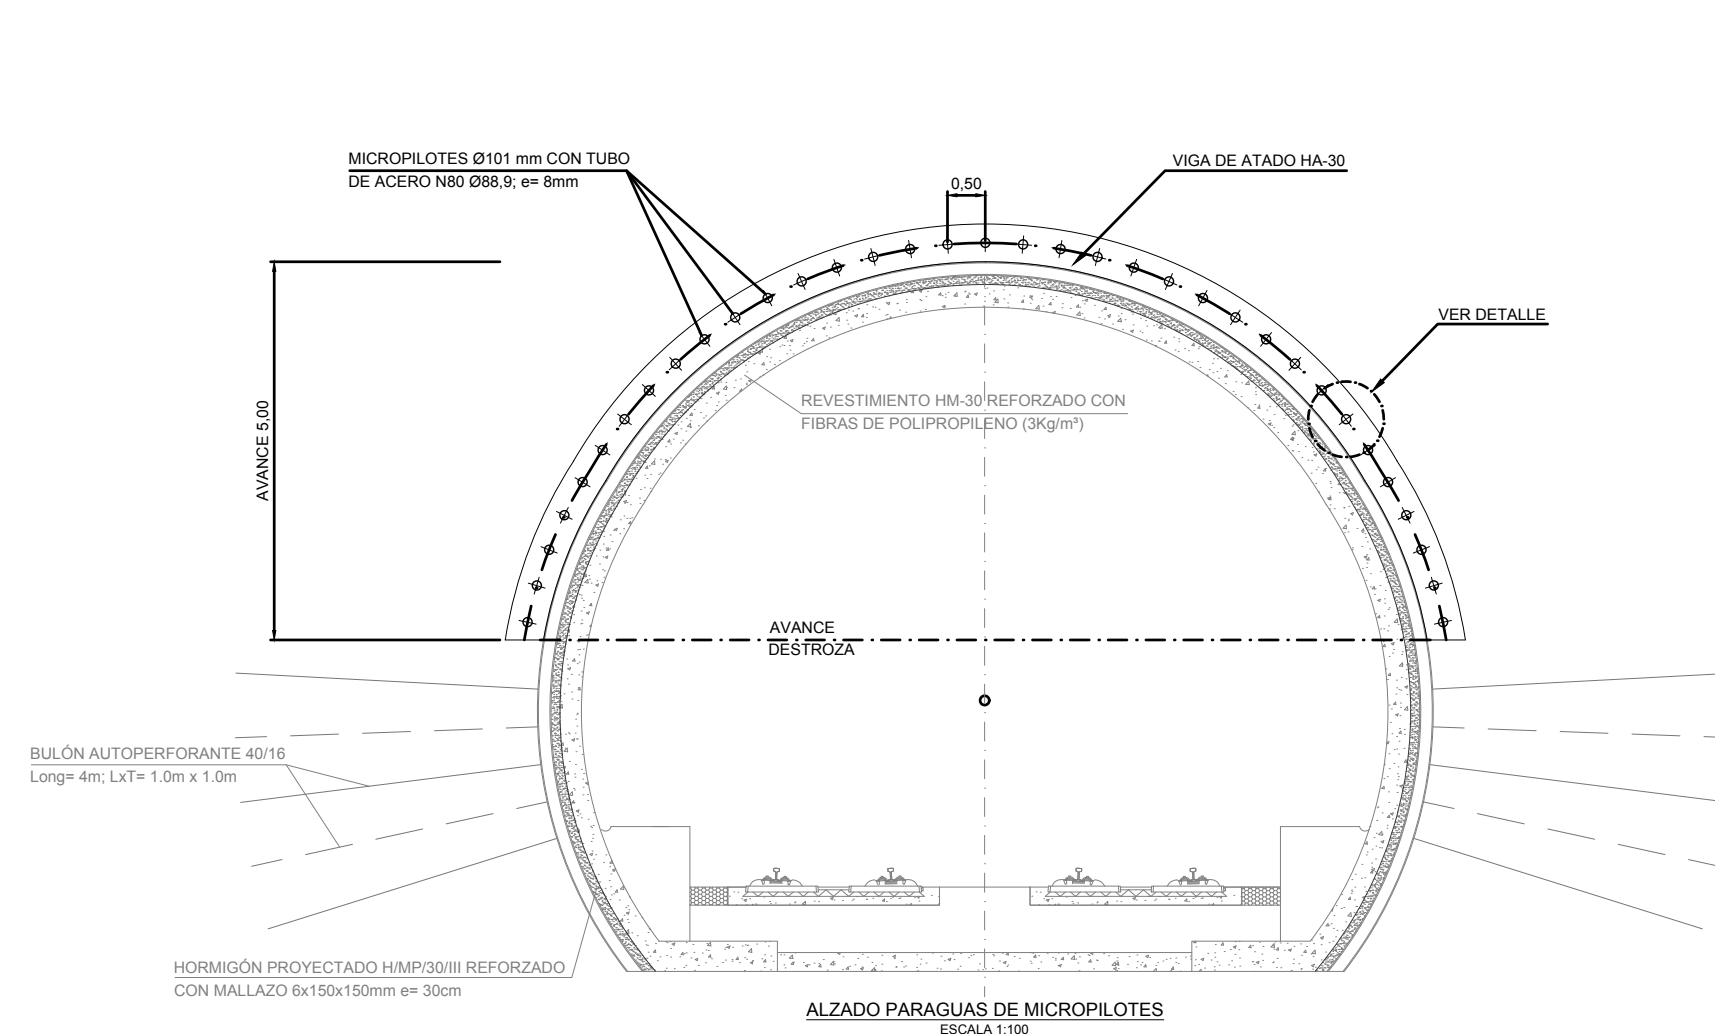 MICROPILOTES Ø101 mm CON TUBO
DE ACERO N80 Ø88,9; e= 8mm
VIGA DE ATADO HA-30
0,50
VER DETALLE
AVANCE 5,00
REVESTIMIENTO HM-30 REFORZADO CON
FIBRAS DE POLIPROPILENO (3Kg/m³)
AVANCE
DESTROZA
BULÓN AUTOPERFORANTE 40/16
Long= 4m; LxT= 1.0m x 1.0m
HORMIGÓN PROYECTADO H/MP/30/III REFORZADO
CON MALLAZO 6x150x150mm e= 30cm
ALZADO PARAGUAS DE MICROPILOTES
ESCALA 1:100